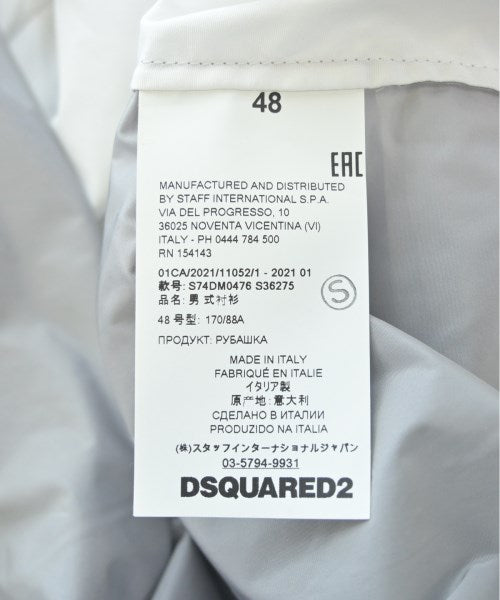 48
EAC
MANUFACTURED AND DISTRIBUTED
BY STAFF INTERNATIONAL S.P.A.
VIA DEL PROGRESSO, 10
36025 NOVENTA VICENTINA (VI)
ITALY - PH 0444 784 500
RN 154143
01CA/2021/11052/1 - 2021 01
款号: S74DM0476 S36275
品名: 男 式衬衫
S
48 号型: 170/88A
ПРОДУКТ: РУБАШКА
MADE IN ITALY
FABRIQUÉ EN ITALIE
イタリア製
原产地: 意大利
СДЕЛАНО В ИТАЛИИ
PRODUZIDO NA ITALIA
(株)スタッフインターナショナルジャパン
03-5794-9931
DSQUARED2